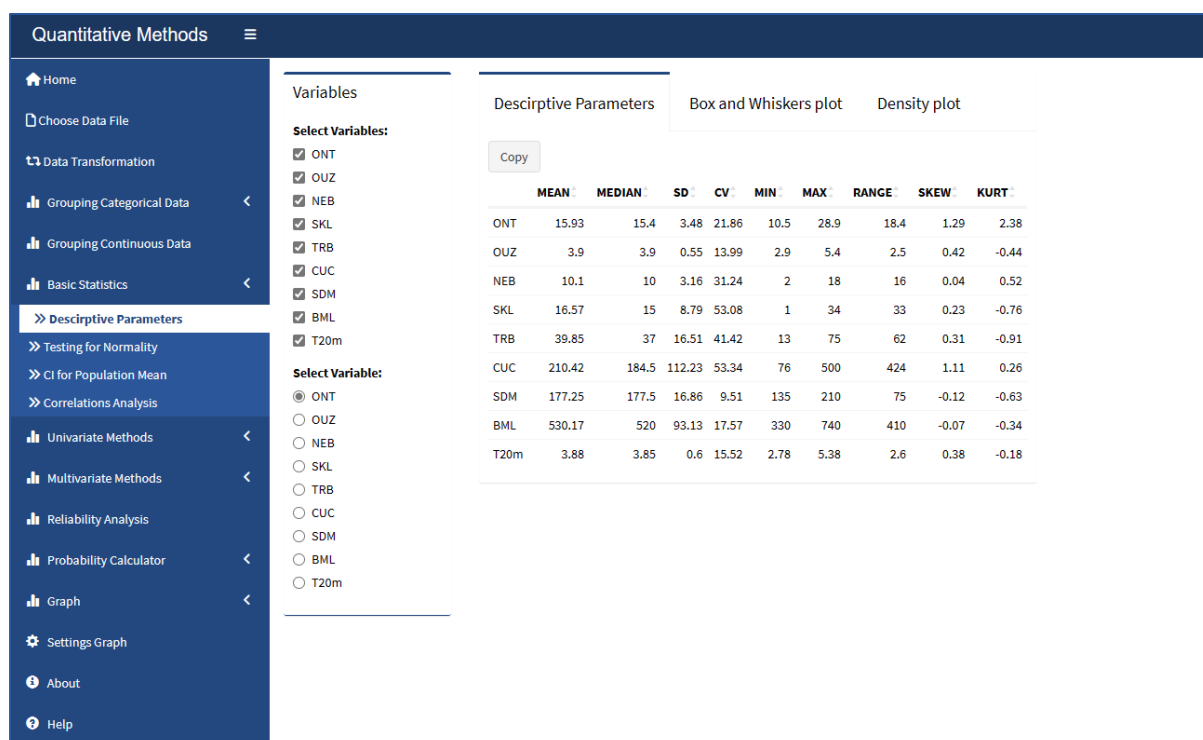 Quantitative Methods
Home
Choose Data File
Data Transformation
Grouping Categorical Data
Grouping Continuous Data
Basic Statistics
Descirptive Parameters
Testing for Normality
CI for Population Mean
Correlations Analysis
Univariate Methods
Multivariate Methods
Reliability Analysis
Probability Calculator
Graph
Settings Graph
About
Help
Variables
Select Variables:
ONT
OUZ
NEB
SKL
TRB
CUC
SDM
BML
T20m
Select Variable:
ONT
OUZ
NEB
SKL
TRB
CUC
SDM
BML
T20m
Descirptive Parameters Box and Whiskers plot Density plot
Copy
MEAN MEDIAN SD CV MIN MAX RANGE SKEW KURT
ONT 15.93 15.4 3.48 21.86 10.5 28.9 18.4 1.29 2.38
OUZ 3.9 3.9 0.55 13.99 2.9 5.4 2.5 0.42 -0.44
NEB 10.1 10 3.16 31.24 2 18 16 0.04 0.52
SKL 16.57 15 8.79 53.08 1 34 33 0.23 -0.76
TRB 39.85 37 16.51 41.42 13 75 62 0.31 -0.91
CUC 210.42 184.5 112.23 53.34 76 500 424 1.11 0.26
SDM 177.25 177.5 16.86 9.51 135 210 75 -0.12 -0.63
BML 530.17 520 93.13 17.57 330 740 410 -0.07 -0.34
T20m 3.88 3.85 0.6 15.52 2.78 5.38 2.6 0.38 -0.18